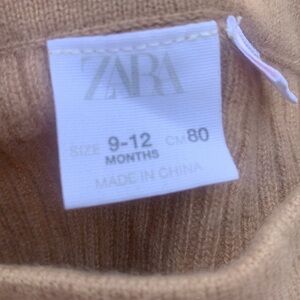 ZARA
SIZE 9-12 CM 80
MONTHS
MADE IN CHINA